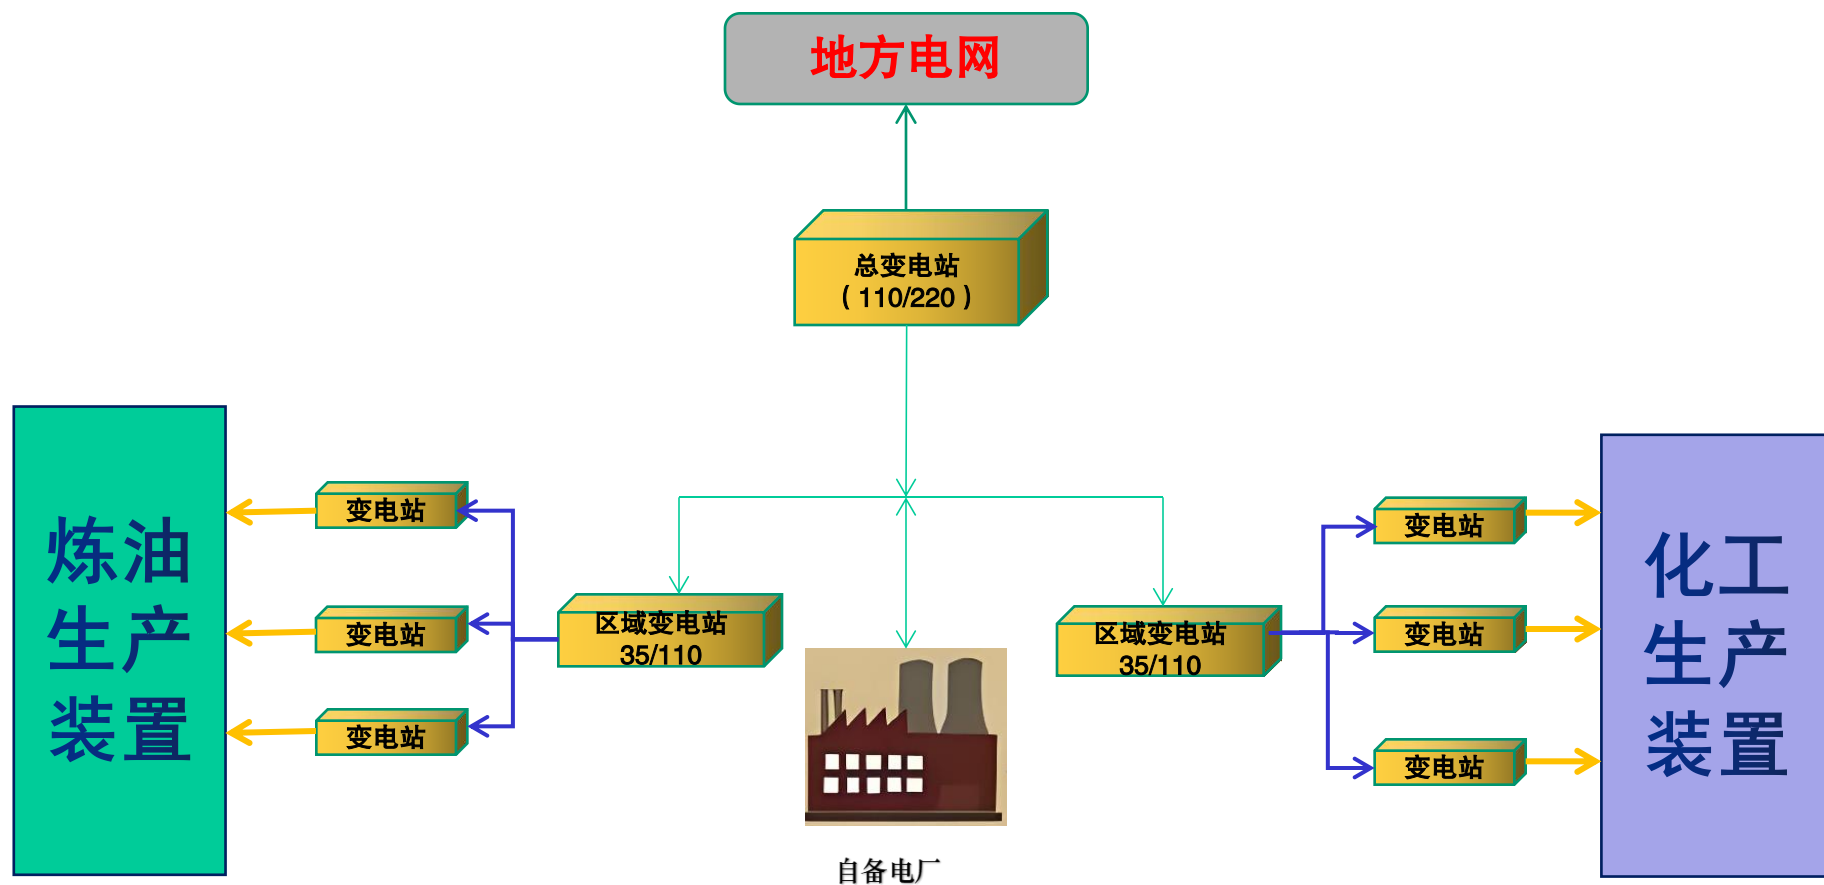 地方电网
总变电站
（110/220）
炼油
生产
装置
变电站
变电站
变电站
区域变电站
35/110
区域变电站
35/110
变电站
变电站
变电站
化工
生产
装置
自备电厂